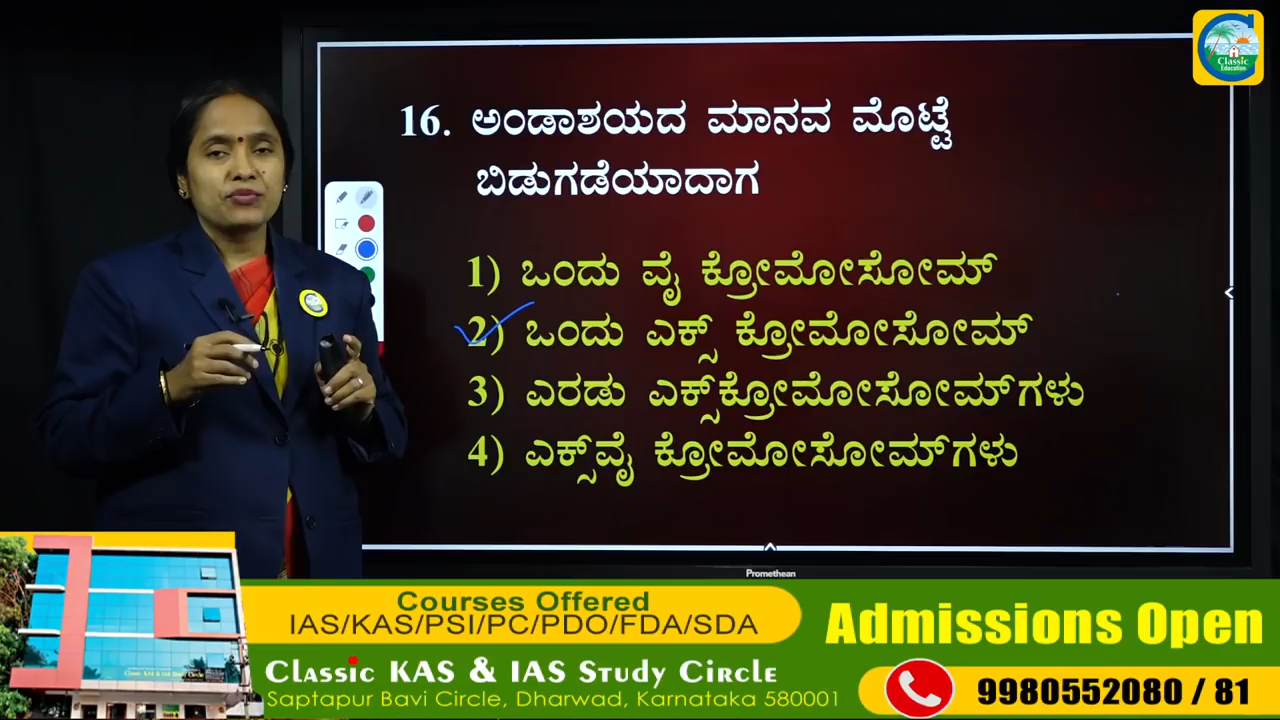 Classic
Education
16. ಅಂಡಾಶಯದ ಮಾನವ ಮೊಟ್ಟೆ
ಬಿಡುಗಡೆಯಾದಾಗ
1) ಒಂದು ವೈ ಕ್ರೋಮೋಸೋಮ್
2) ಒಂದು ಎಕ್ಸ್ ಕ್ರೋಮೋಸೋಮ್
3) ಎರಡು ಎಕ್ಸ್‌ಕ್ರೋಮೋಸೋಮ್‌ಗಳು
4) ಎಕ್ಸ್‌ವೈ ಕ್ರೋಮೋಸೋಮ್‌ಗಳು
Promethean
Courses Offered
IAS/KAS/PSI/PC/PDO/FDA/SDA
Admissions Open
Classic KAS & IAS Study Circle
Saptapur Bavi Circle, Dharwad, Karnataka 580001
9980552080 / 81